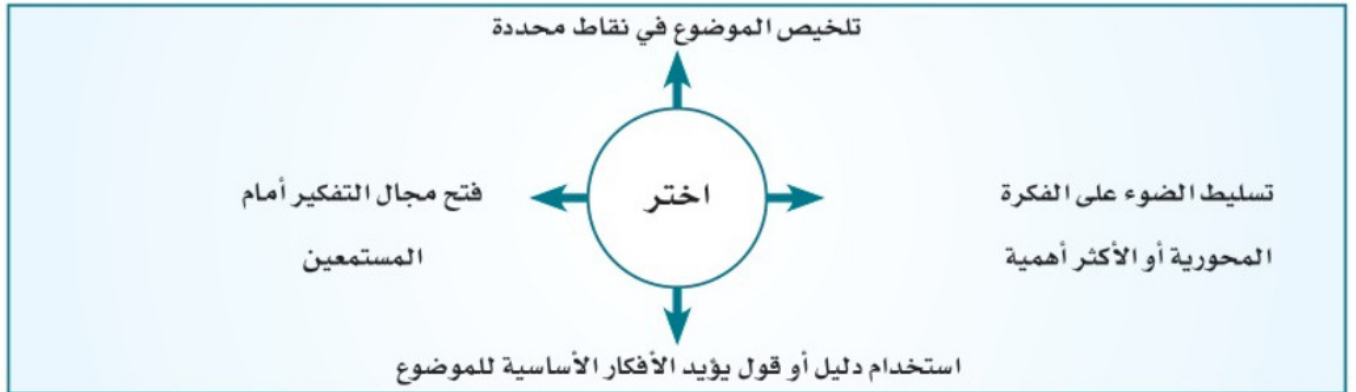 تلخيص الموضوع في نقاط محددة
تسليط الضوء على الفكرة
المحورية أو الأكثر أهمية
اختر
فتح مجال التفكير أمام
المستمعين
استخدام دليل أو قول يؤيد الأفكار الأساسية للموضوع